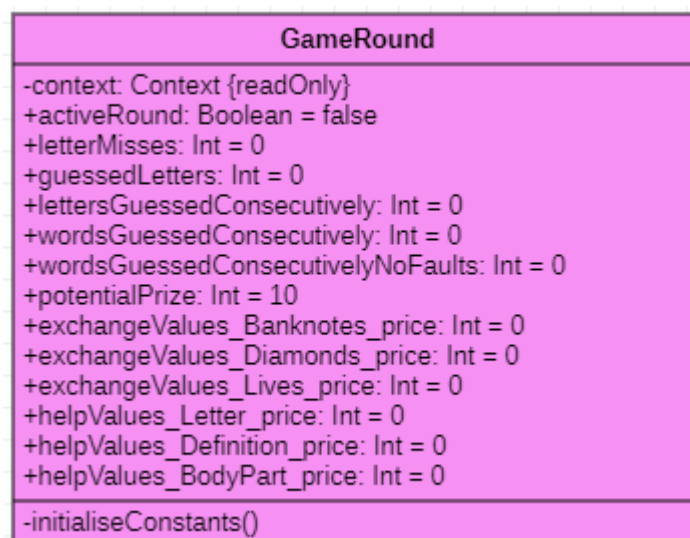 GameRound
-context: Context {readOnly}
+activeRound: Boolean = false
+letterMisses: Int = 0
+guessedLetters: Int = 0
+lettersGuessedConsecutively: Int = 0
+wordsGuessedConsecutively: Int = 0
+wordsGuessedConsecutivelyNoFaults: Int = 0
+potentialPrize: Int = 10
+exchangeValues_Banknotes_price: Int = 0
+exchangeValues_Diamonds_price: Int = 0
+exchangeValues_Lives_price: Int = 0
+helpValues_Letter_price: Int = 0
+helpValues_Definition_price: Int = 0
+helpValues_BodyPart_price: Int = 0
-initialiseConstants()